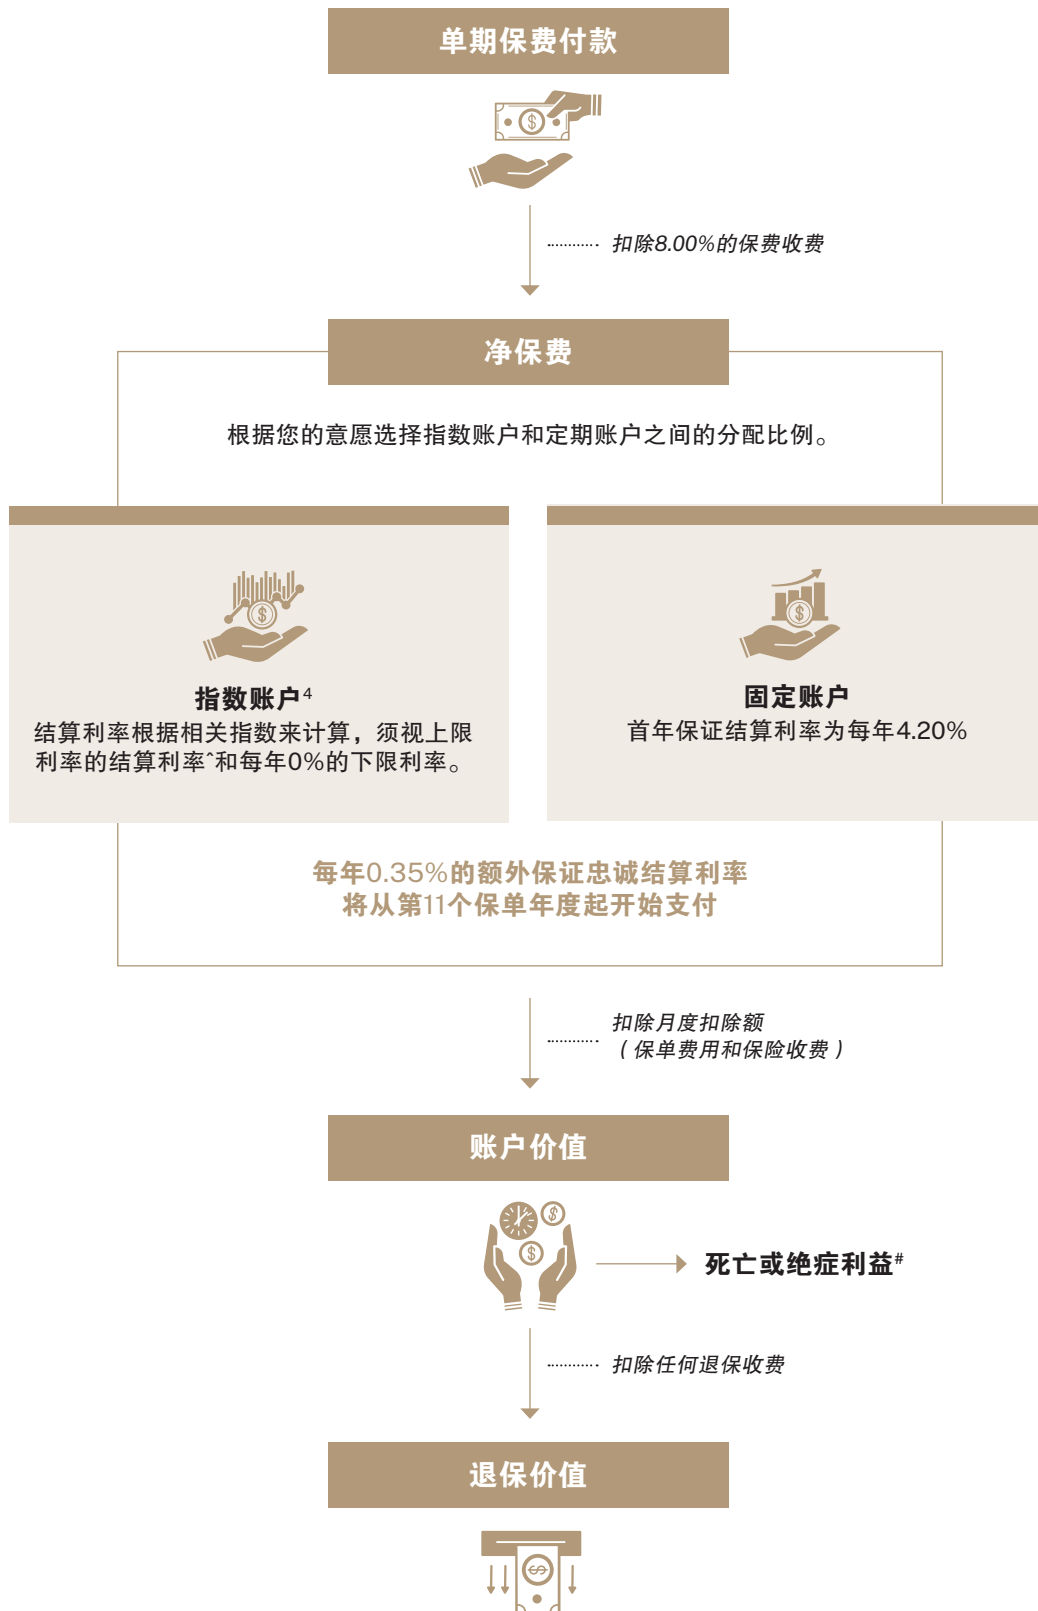 单期保费付款
扣除8.00%的保费收费
净保费
根据您的意愿选择指数账户和定期账户之间的分配比例。
指数账户4
结算利率根据相关指数来计算，须视上限
利率的结算利率^和每年0%的下限利率。
固定账户
首年保证结算利率为每年4.20%
每年0.35%的额外保证忠诚结算利率
将从第11个保单年度起开始支付
扣除月度扣除额
（保单费用和保险收费）
账户价值
死亡或绝症利益#
扣除任何退保收费
退保价值